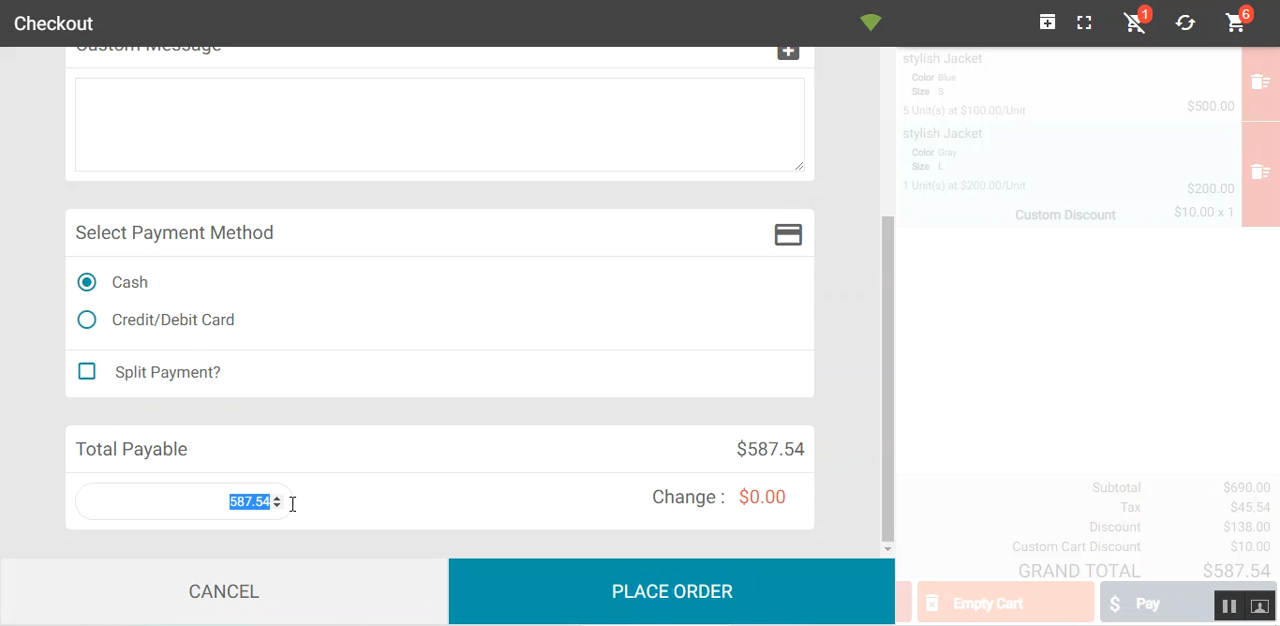 Checkout
1
6
Custom Message
Select Payment Method
Cash
Credit/Debit Card
Split Payment?
Total Payable $587.54
587.54 Change : $0.00
CANCEL PLACE ORDER
stylish Jacket
Color Blue
Size S
5 Unit(s) at $100.00/Unit $500.00
stylish Jacket
Color Gray
Size L
1 Unit(s) at $200.00/Unit $200.00
Custom Discount $10.00 x 1
Subtotal $690.00
Tax $45.54
Discount $138.00
Custom Cart Discount $10.00
GRAND TOTAL $587.54
Empty Cart $ Pay